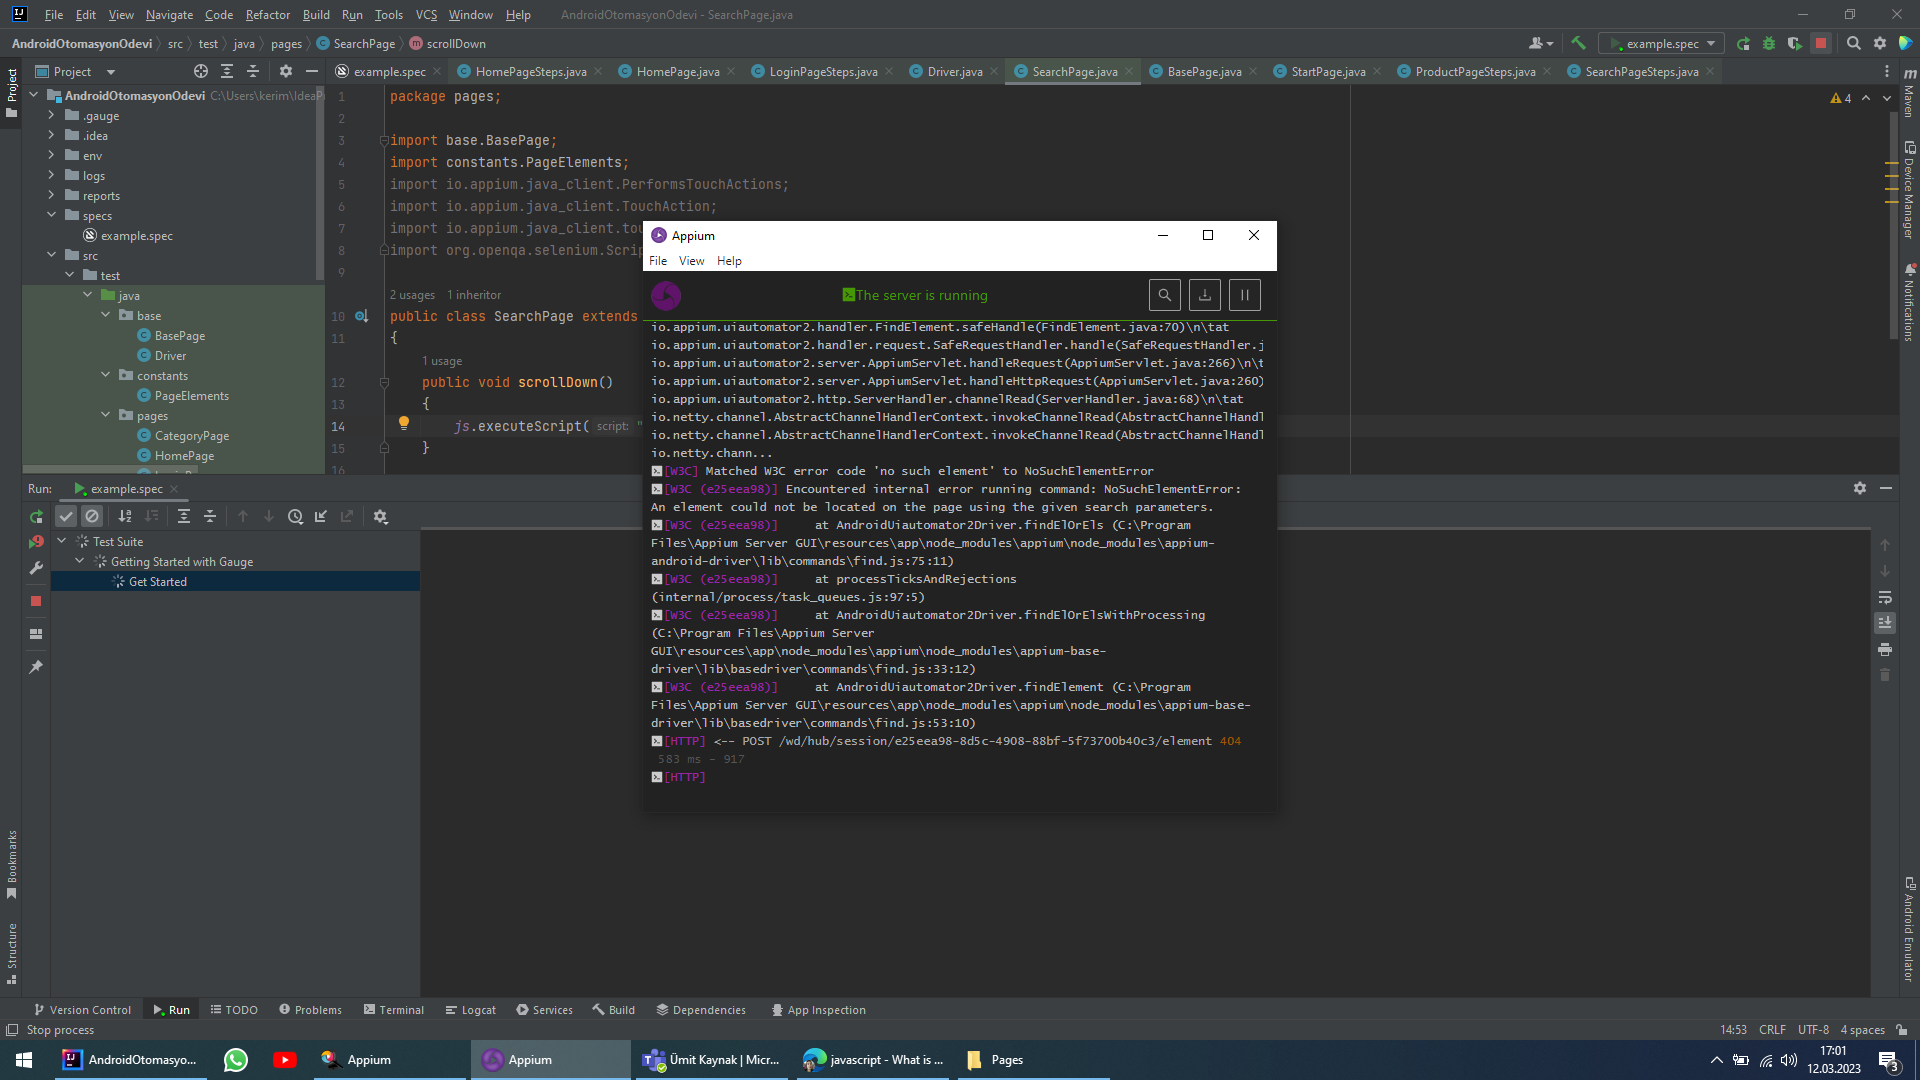 File Edit View Navigate Code Refactor Build Run Tools VCS Window Help AndroidOtomasyonOdevi - SearchPage.java
AndroidOtomasyonOdevi src test java pages SearchPage scrollDown
example.spec
Project
example.spec HomePageSteps.java HomePage.java LoginPageSteps.java Driver.java SearchPage.java BasePage.java StartPage.java ProductPageSteps.java SearchPageSteps.java
Project
AndroidOtomasyonOdevi C:\Users\kerim\IdeaP
.gauge
.idea
env
logs
reports
specs
example.spec
src
test
java
base
BasePage
Driver
constants
PageElements
pages
CategoryPage
HomePage
1 package pages;
2
3 import base.BasePage;
4 import constants.PageElements;
5 import io.appium.java_client.PerformsTouchActions;
6 import io.appium.java_client.TouchAction;
7 import io.appium.java_client.tou
8 import org.openqa.selenium.Scrip
9
2 usages 1 inheritor
10 public class SearchPage extends
11 {
1 usage
12 public void scrollDown()
13 {
14 js.executeScript( script: "
15 }
16
4
Maven
Device Manager
Notifications
Android Emulator
Appium
File View Help
The server is running
io.appium.uiautomator2.handler.FindElement.safeHandle(FindElement.java:70)\n\tat
io.appium.uiautomator2.handler.request.SafeRequestHandler.handle(SafeRequestHandler.j
io.appium.uiautomator2.server.AppiumServlet.handleRequest(AppiumServlet.java:266)\n\t
io.appium.uiautomator2.server.AppiumServlet.handleHttpRequest(AppiumServlet.java:260)
io.appium.uiautomator2.http.ServerHandler.channelRead(ServerHandler.java:68)\n\tat
io.netty.channel.AbstractChannelHandlerContext.invokeChannelRead(AbstractChannelHandl
io.netty.channel.AbstractChannelHandlerContext.invokeChannelRead(AbstractChannelHandl
io.netty.chann...
[W3C] Matched W3C error code 'no such element' to NoSuchElementError
[W3C (e25eea98)] Encountered internal error running command: NoSuchElementError:
An element could not be located on the page using the given search parameters.
[W3C (e25eea98)] at AndroidUiautomator2Driver.findElOrEls (C:\Program
Files\Appium Server GUI\resources\app\node_modules\appium\node_modules\appium-
android-driver\lib\commands\find.js:75:11)
[W3C (e25eea98)] at processTicksAndRejections
(internal/process/task_queues.js:97:5)
[W3C (e25eea98)] at AndroidUiautomator2Driver.findElOrElsWithProcessing
(C:\Program Files\Appium Server
GUI\resources\app\node_modules\appium\node_modules\appium-base-
driver\lib\basedriver\commands\find.js:33:12)
[W3C (e25eea98)] at AndroidUiautomator2Driver.findElement (C:\Program
Files\Appium Server GUI\resources\app\node_modules\appium\node_modules\appium-base-
driver\lib\basedriver\commands\find.js:53:10)
[HTTP] <-- POST /wd/hub/session/e25eea98-8d5c-4908-88bf-5f73700b40c3/element 404
583 ms - 917
[HTTP]
Run: example.spec
Test Suite
Getting Started with Gauge
Get Started
Bookmarks
Structure
Version Control Run TODO Problems Terminal Logcat Services Build Dependencies App Inspection
Stop process 14:53 CRLF UTF-8 4 spaces
AndroidOtomasyo... Appium Appium Ümit Kaynak | Micr... javascript - What is ... Pages
17:01
12.03.2023
3